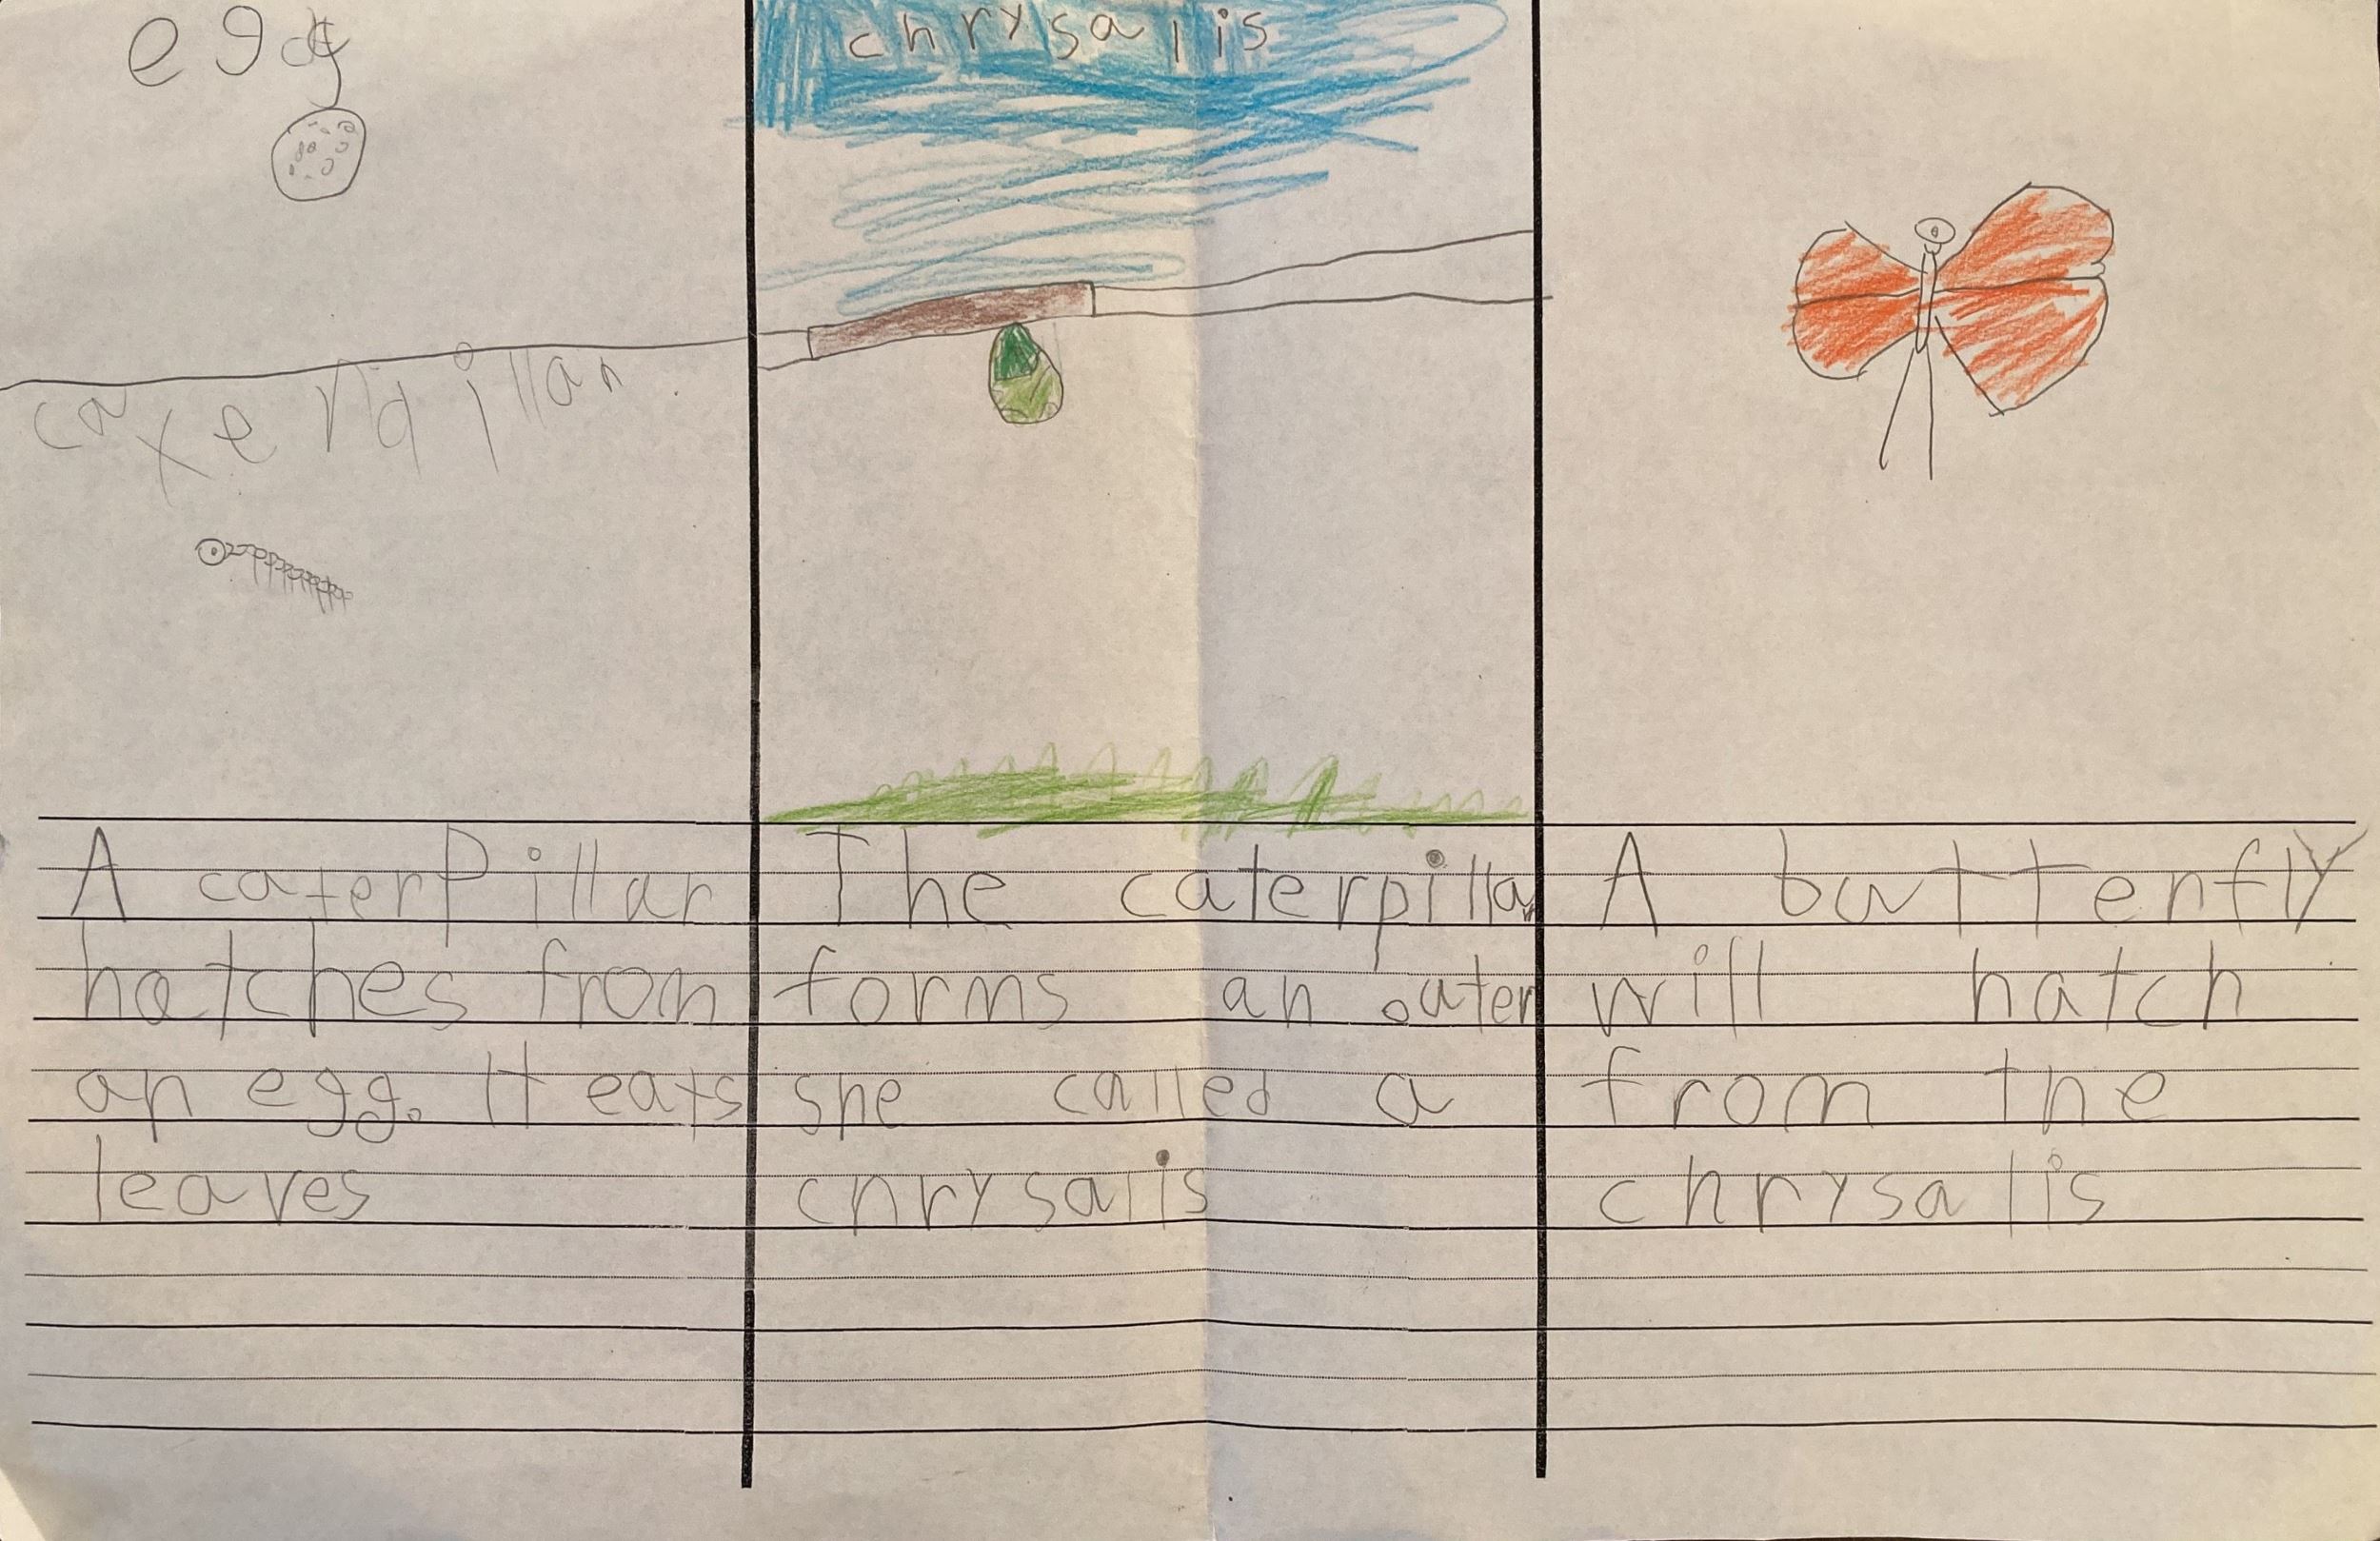 egg
caterpillar
A caterpillar
hatches from
an egg. It eats
leaves
chrysalis
The caterpillar
forms an outer
she called a
chrysalis
A butterfly
will hatch
from the
chrysalis